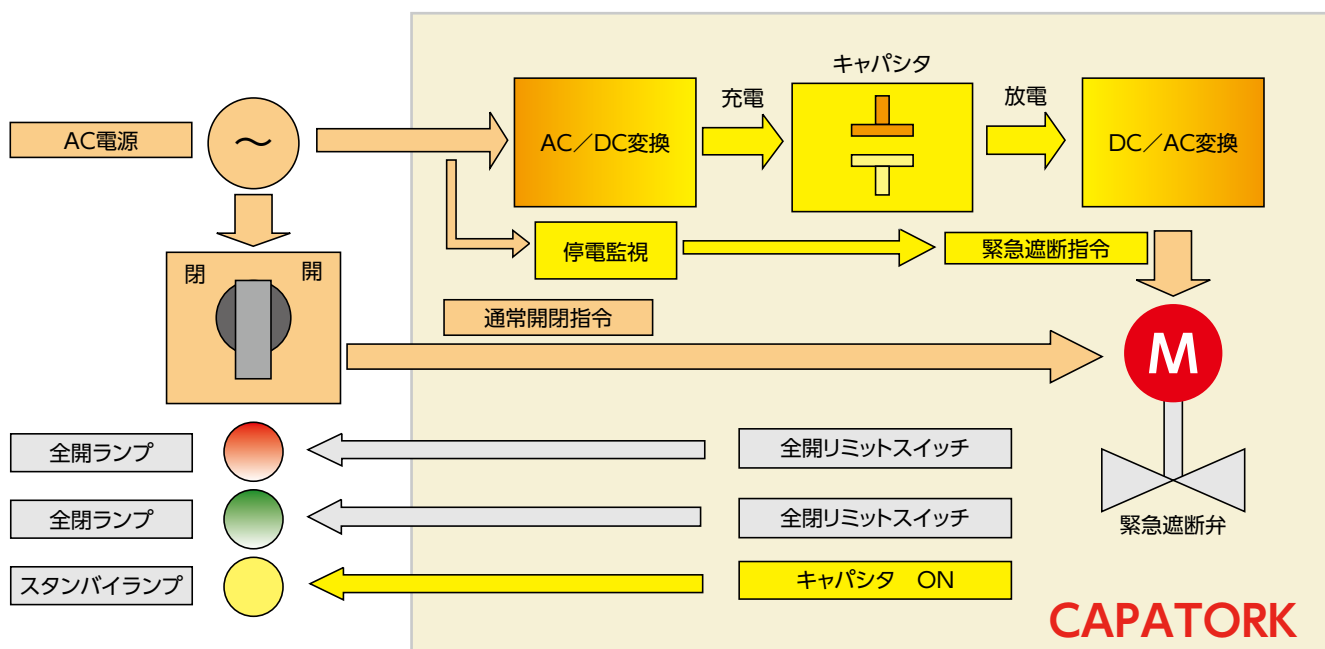 キャパシタ
AC電源
～
AC／DC変換
充電
放電
DC／AC変換
停電監視
緊急遮断指令
閉
開
通常開閉指令
M
全開ランプ
全開リミットスイッチ
全閉ランプ
全閉リミットスイッチ
緊急遮断弁
スタンバイランプ
キャパシタ　ON
CAPATORK